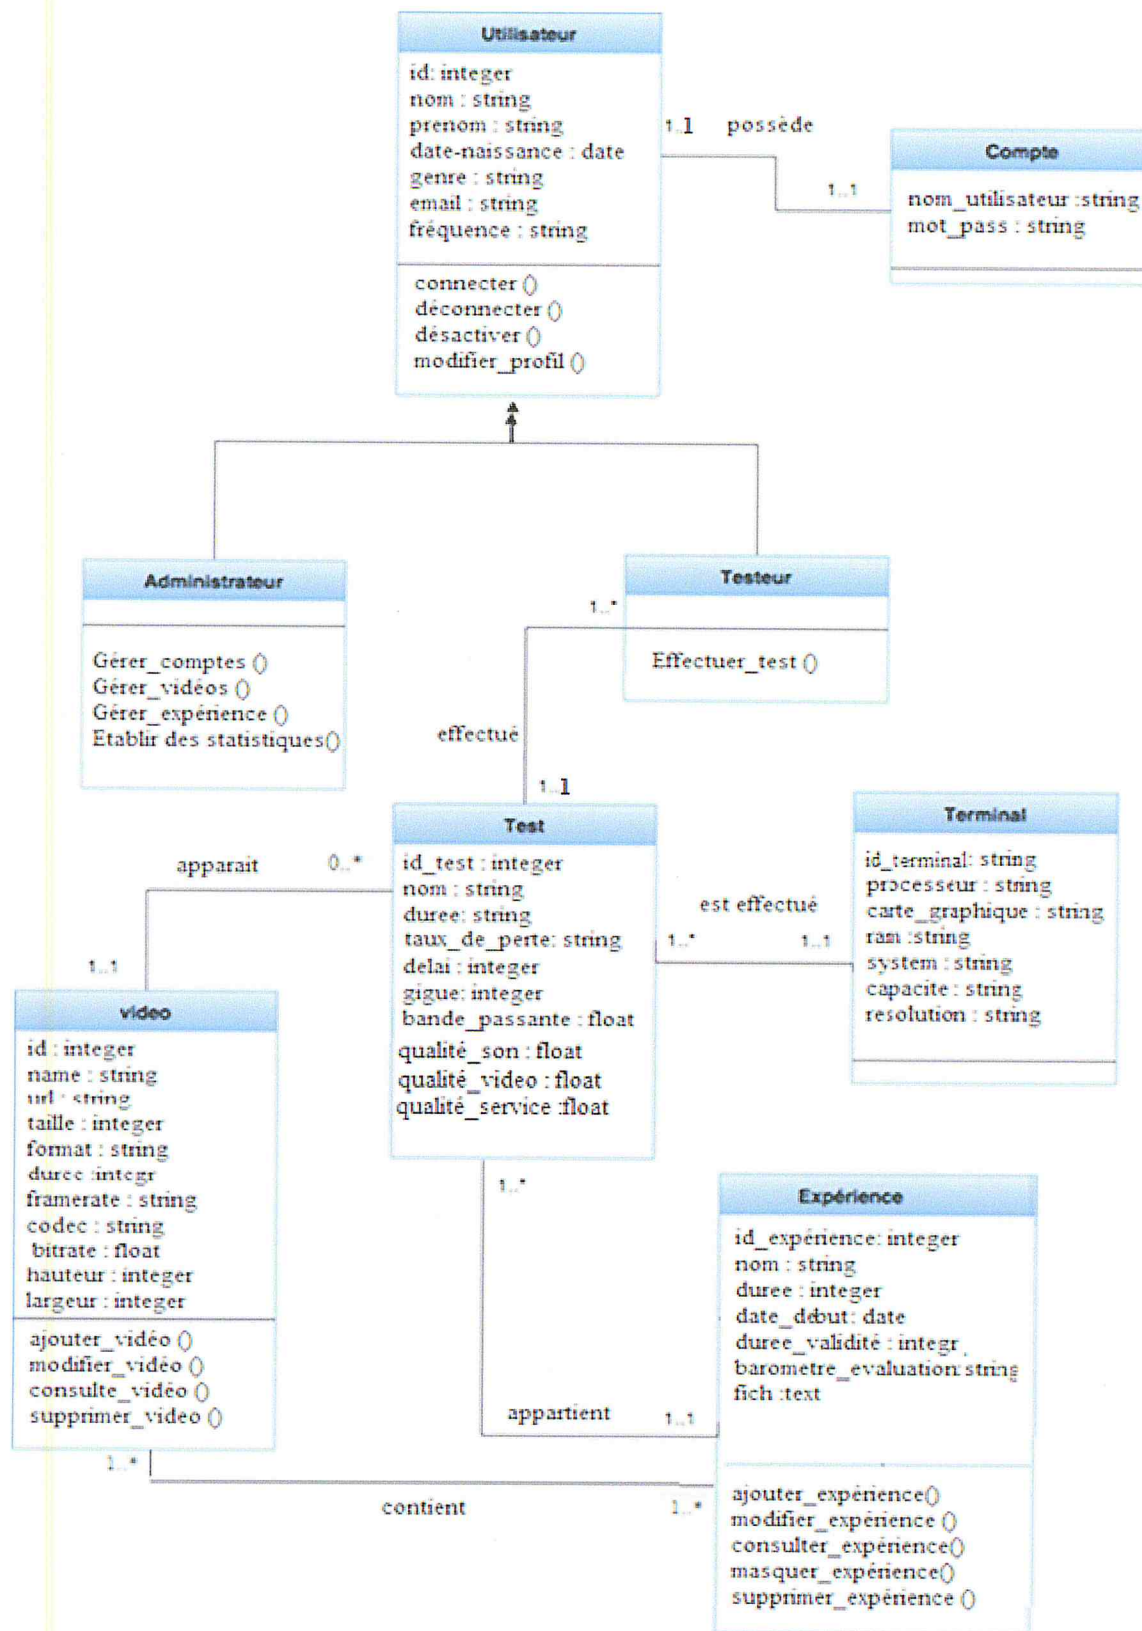 Utilisateur
id: integer
nom : string
prenom : string
date-naissance : date
genre : string
email : string
fréquence : string
connecter ()
déconnecter ()
désactiver ()
modifier_profil ()
1..1 possède
1..1
Compte
nom_utilisateur :string
mot_pass : string
Administrateur
Gérer_comptes ()
Gérer_vidéos ()
Gérer_expérience ()
Etablir des statistiques()
Testeur
Effectuer_test ()
1..*
effectué
1..1
Test
id_test : integer
nom : string
duree: string
taux_de_perte: string
delai : integer
gigue: integer
bande_passante : float
qualité_son : float
qualité_video : float
qualité_service :float
apparait 0..*
1..1
est effectué
1..* 1..1
Terminal
id_terminal: string
processeur : string
carte_graphique : string
ram :string
system : string
capacite : string
resolution : string
video
id : integer
name : string
url : string
taille : integer
format : string
duree :integr
framerate : string
codec : string
bitrate : float
hauteur : integer
largeur : integer
ajouter_vidéo ()
modifier_vidéo ()
consulte_vidéo ()
supprimer_video ()
1..*
appartient 1..1
1..*
contient 1..*
Expérience
id_expérience: integer
nom : string
duree : integer
date_debut: date
duree_validité : integr
barometre_evaluation: string
fich :text
ajouter_expérience()
modifier_expérience ()
consulter_expérience()
masquer_expérience()
supprimer_expérience ()